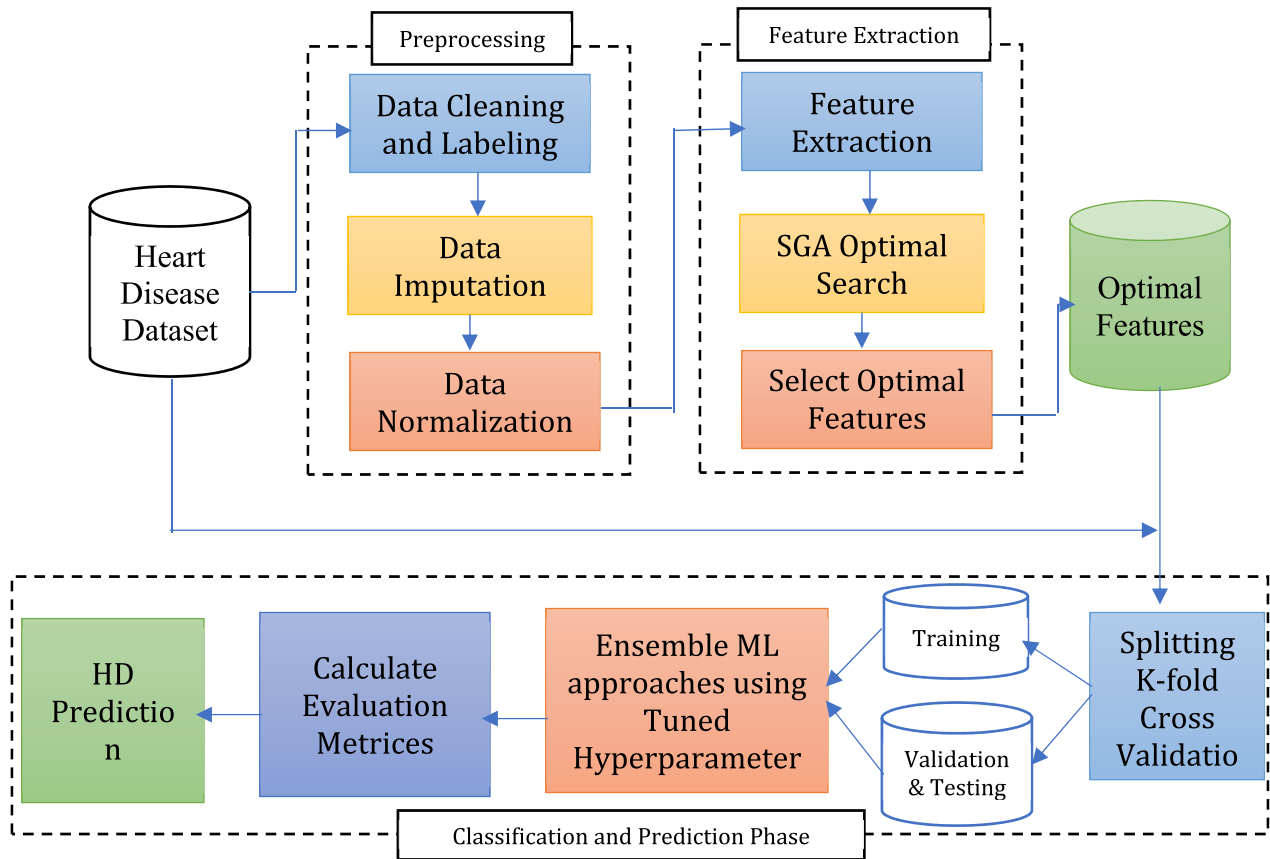 Preprocessing
Data Cleaning
and Labeling
Data
Imputation
Data
Normalization
Feature Extraction
Feature
Extraction
SGA Optimal
Search
Select Optimal
Features
Heart
Disease
Dataset
Optimal
Features
HD
Predictio
n
Calculate
Evaluation
Metrices
Ensemble ML
approaches using
Tuned
Hyperparameter
Training
Validation
& Testing
Splitting
K-fold
Cross
Validatio
Classification and Prediction Phase